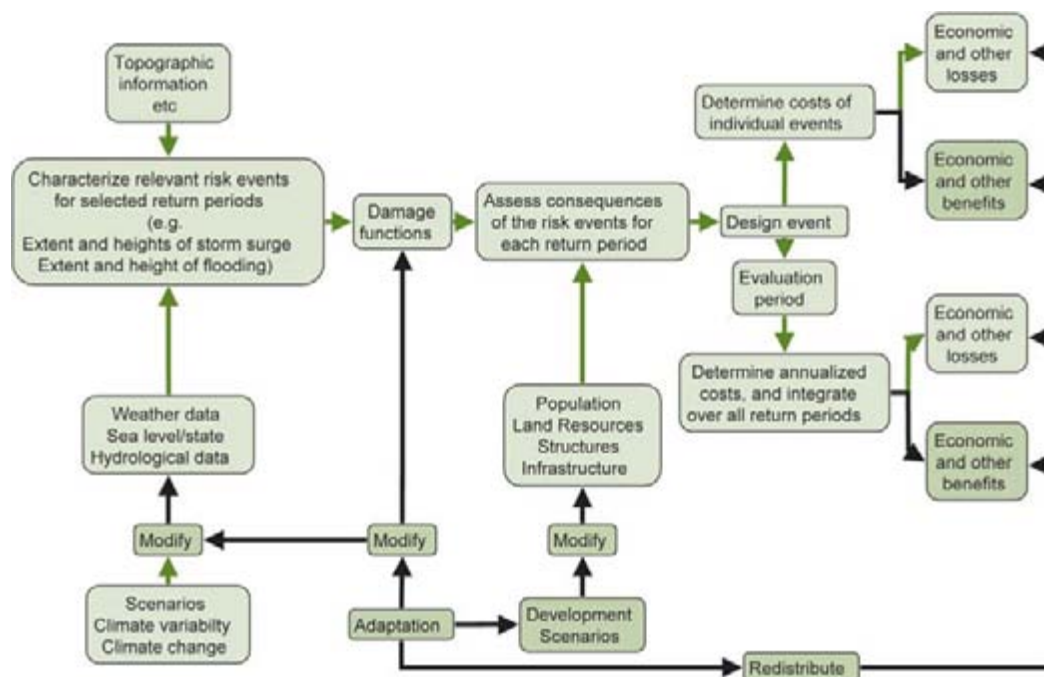 Topographic
information
etc
Characterize relevant risk events
for selected return periods
(e.g.
Extent and heights of storm surge
Extent and height of flooding)
Damage
functions
Assess consequences
of the risk events for
each return period
Design event
Determine costs of
individual events
Economic
and other
losses
Economic
and other
benefits
Evaluation
period
Determine annualized
costs, and integrate
over all return periods
Economic
and other
losses
Economic
and other
benefits
Weather data
Sea level/state
Hydrological data
Population
Land Resources
Structures
Infrastructure
Modify
Modify
Modify
Scenarios
Climate variabilty
Climate change
Adaptation
Development
Scenarios
Redistribute